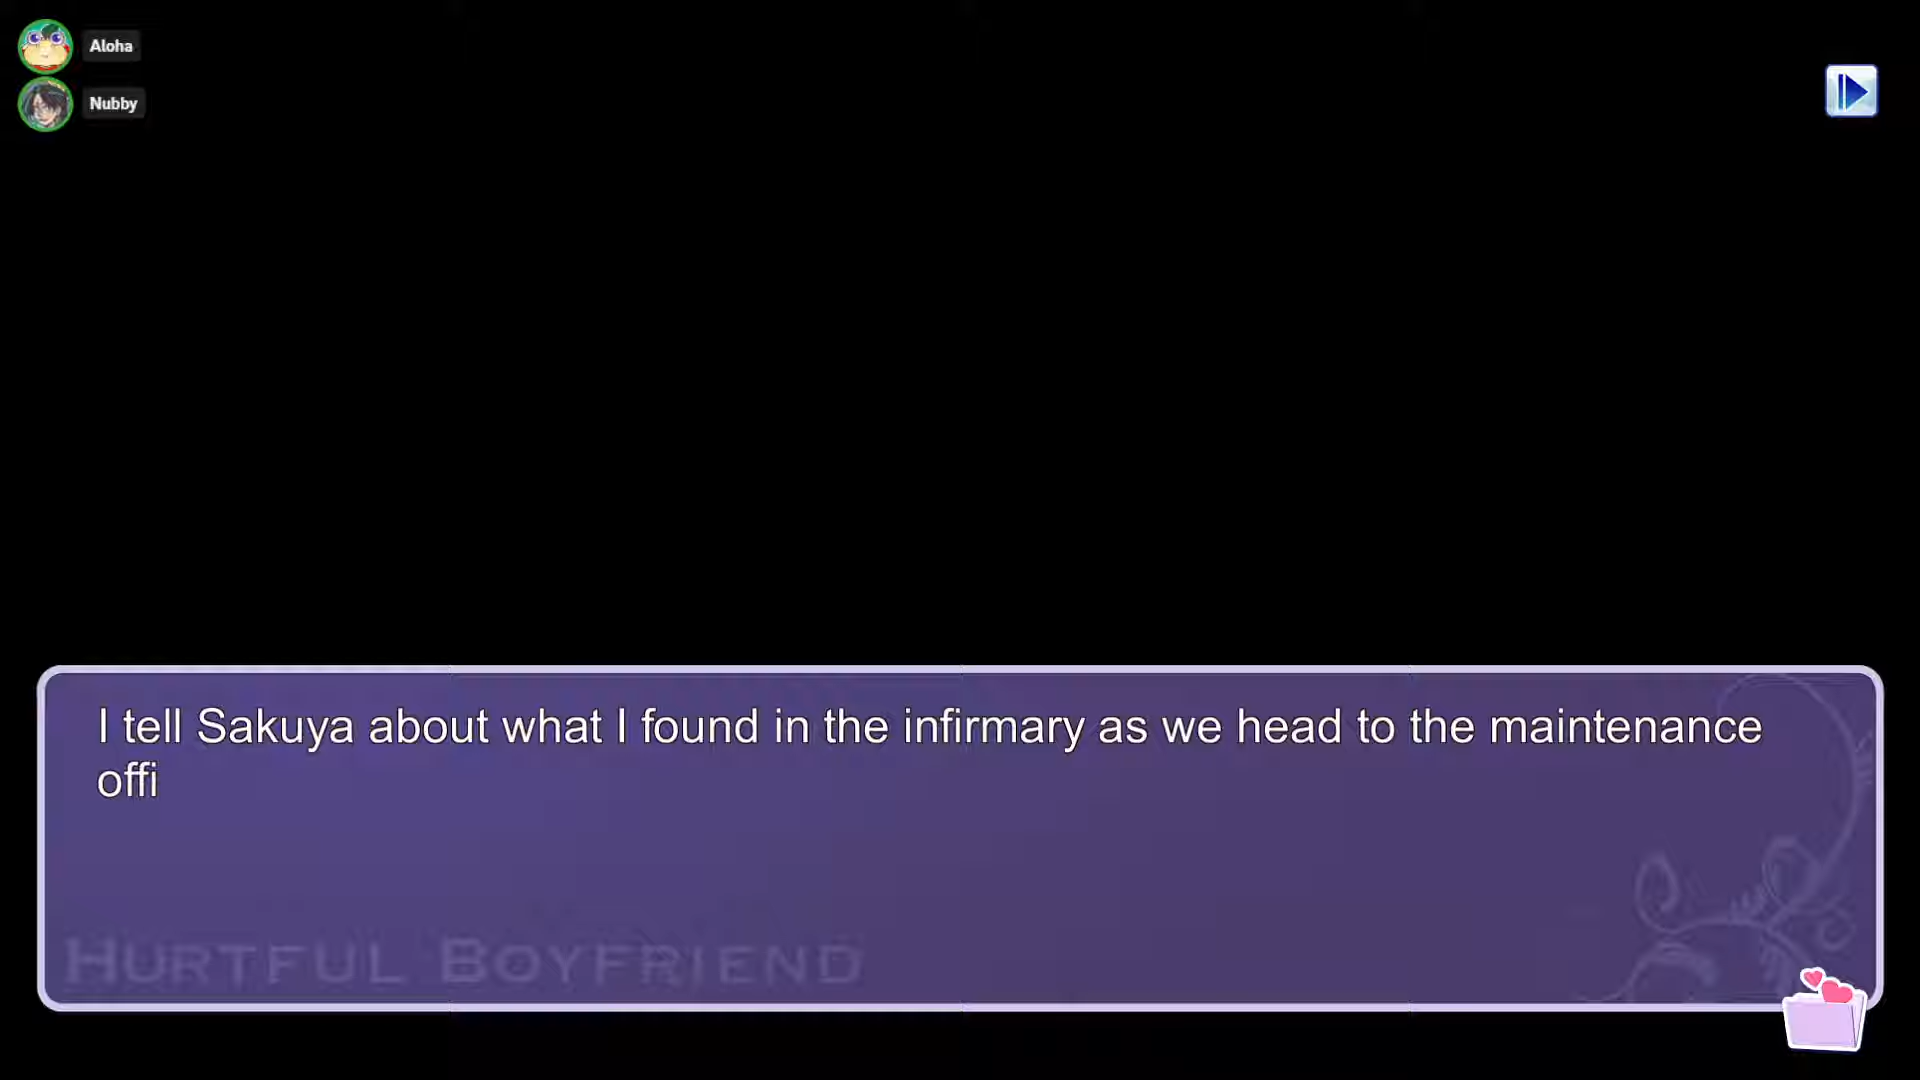 Aloha
Nubby
I tell Sakuya about what I found in the infirmary as we head to the maintenance
offi
HURTFUL BOYFRIEND